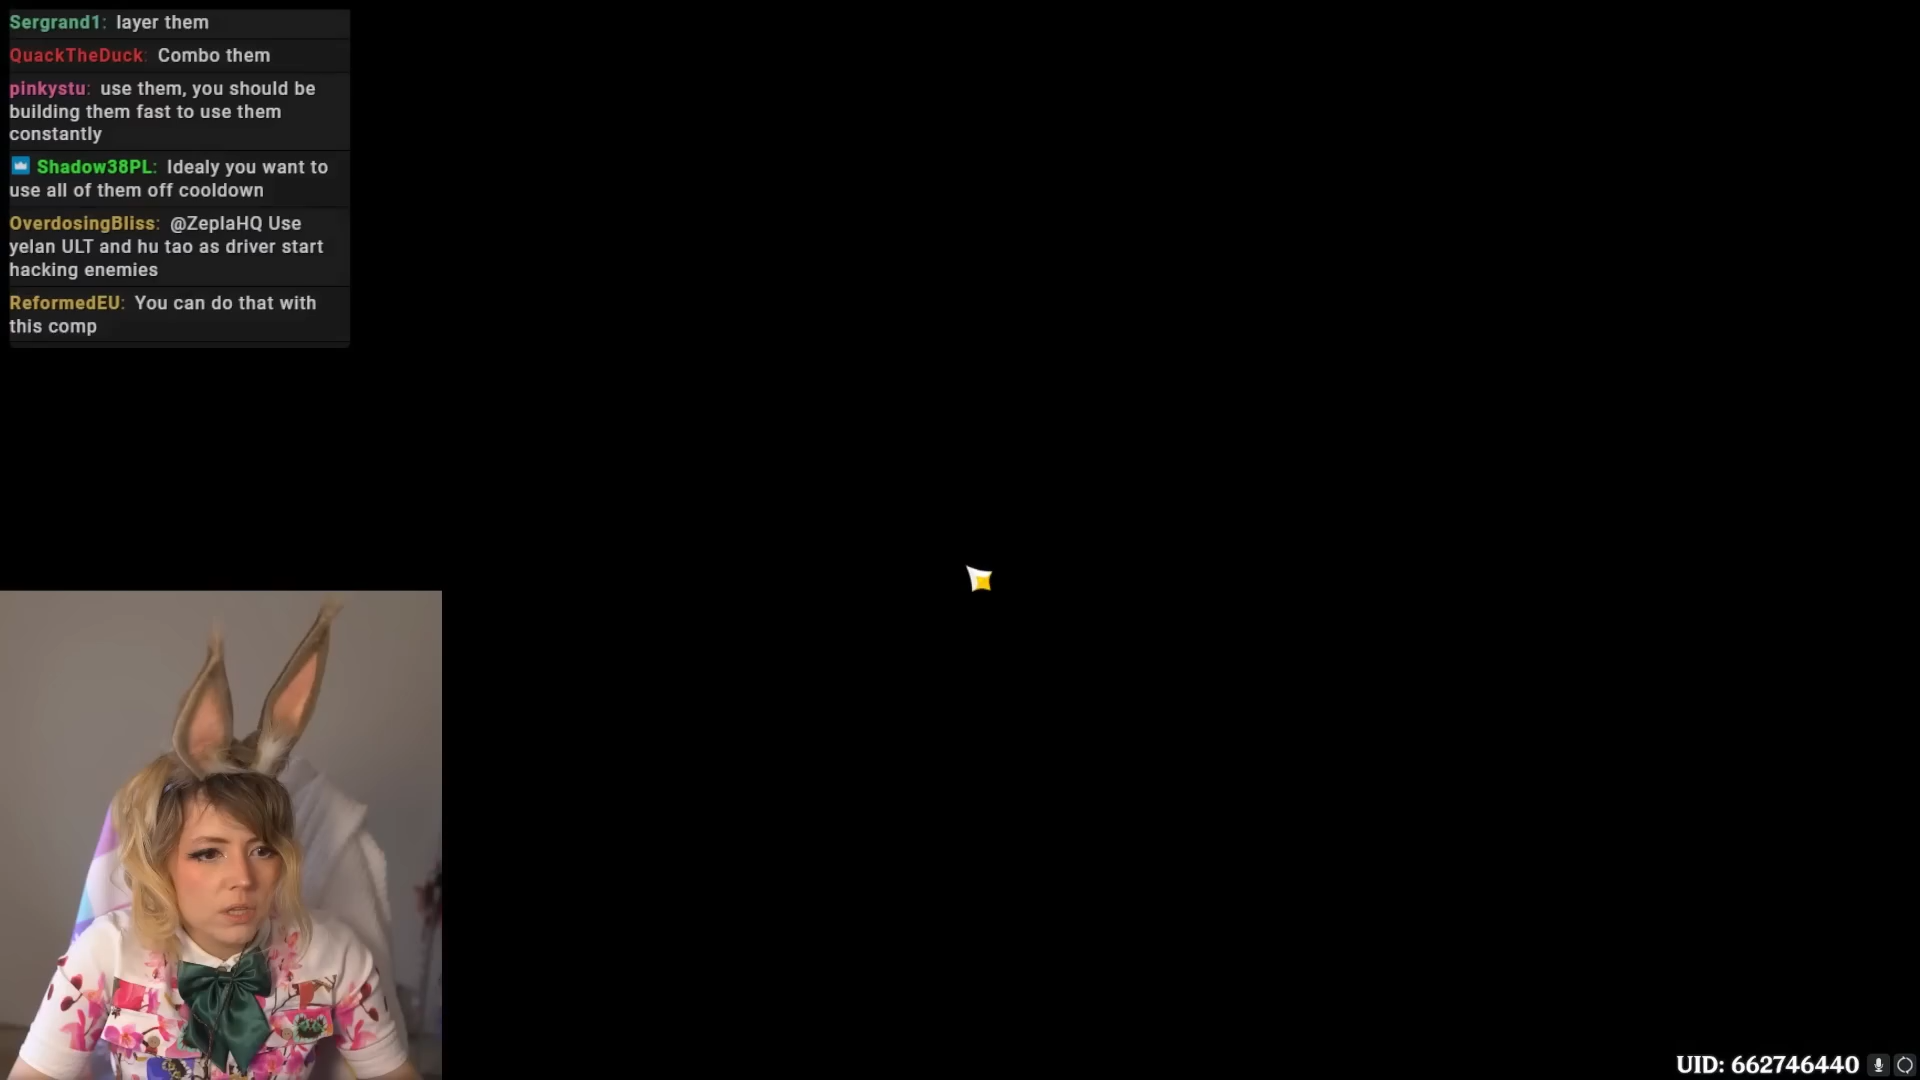 Sergrand1: layer them
QuackTheDuck: Combo them
pinkystu: use them, you should be
building them fast to use them
constantly
Shadow38PL: Idealy you want to
use all of them off cooldown
OverdosingBliss: @ZeplaHQ Use
yelan ULT and hu tao as driver start
hacking enemies
ReformedEU: You can do that with
this comp
UID: 662746440